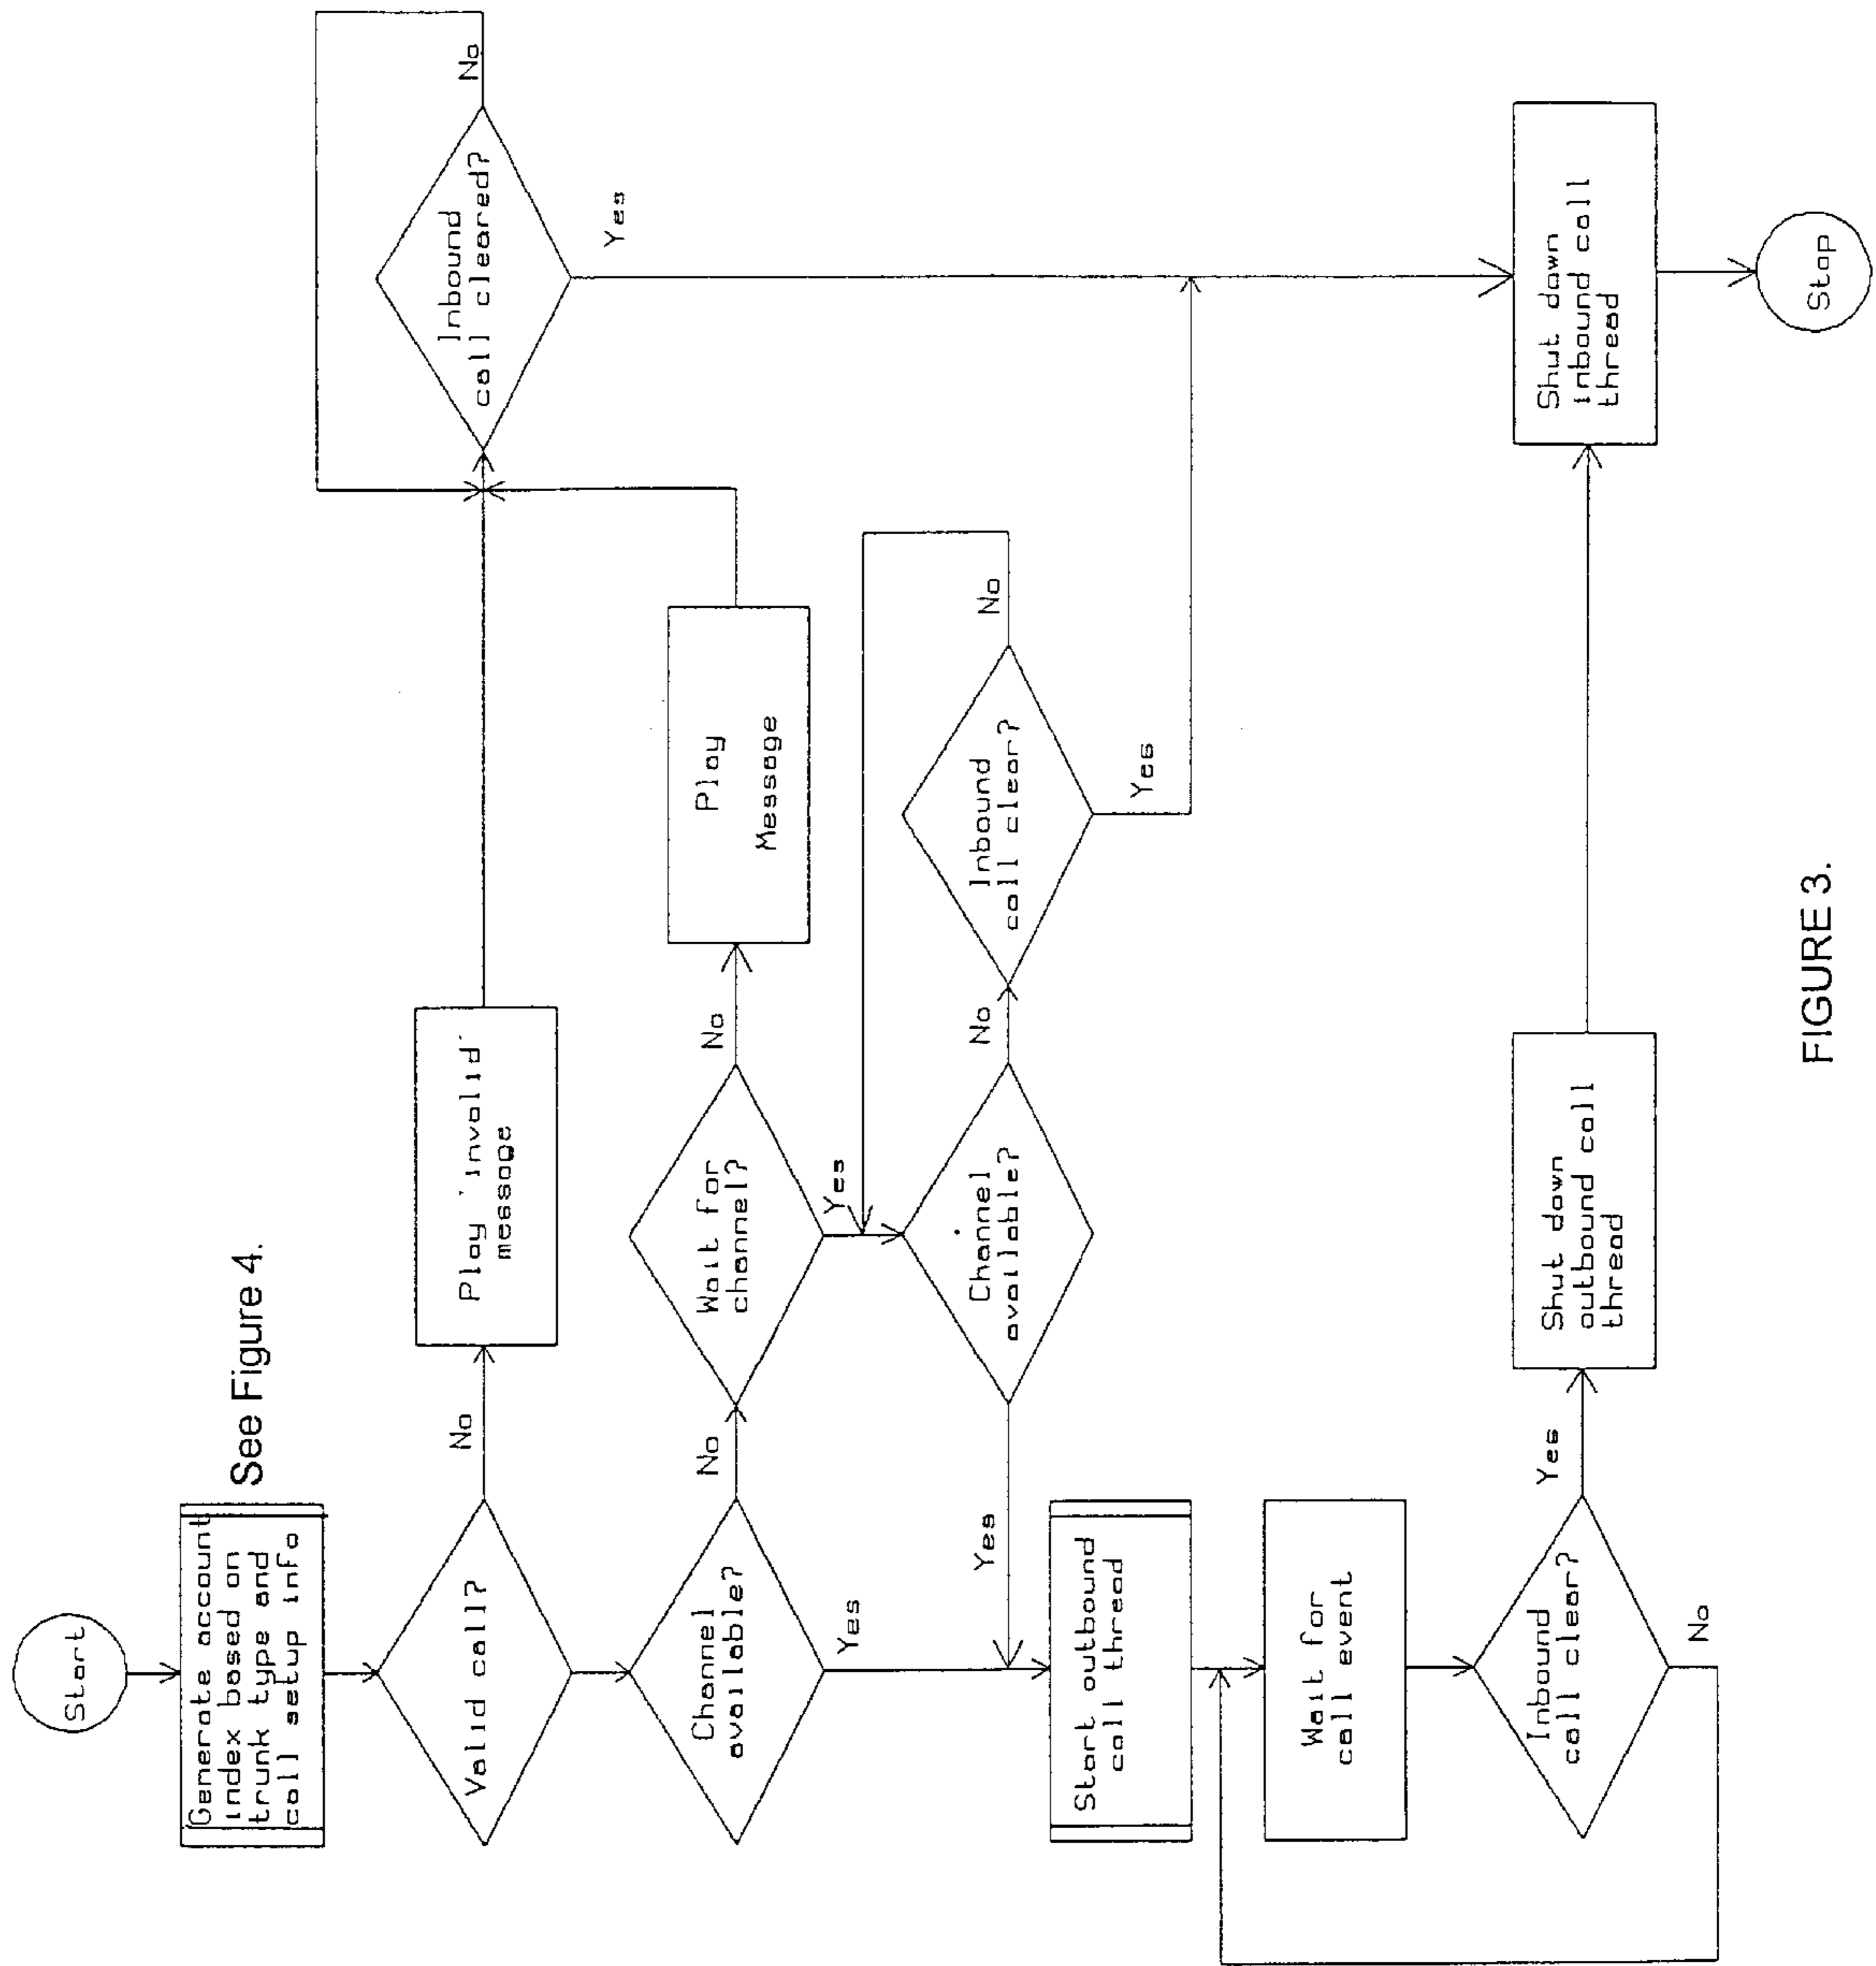 Start
Generate account
index based on
trunk type and
call setup info
See Figure 4.
Valid call?
No
Play 'invalid'
message
Inbound
call cleared?
No
Yes
Channel
available?
No
Wait for
channel?
No
Play
Message
Yes
Yes
Channel
available?
No
Inbound
call clear?
No
Yes
Yes
Start outbound
call thread
Wait for
call event
Inbound
call clear?
No
Yes
Shut down
outbound call
thread
Shut down
inbound call
thread
Stop
FIGURE 3.